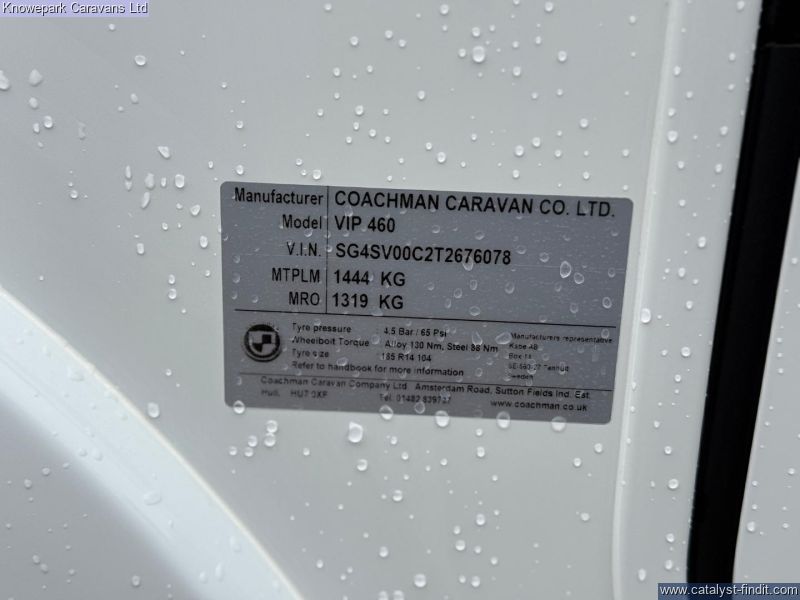 Knowepark Caravans Ltd
Manufacturer COACHMAN CARAVAN CO. LTD.
Model VIP 460
V.I.N. SG4SV00C2T2676078
MTPLM 1444 KG
MRO 1319 KG
Tyre pressure 4.5 Bar / 65 Psi
Wheelbolt Torque Alloy 130 Nm, Steel 88 Nm
Tyre size 185 R14 104
Refer to handbook for more information
Manufacturers representative
Kabe AB
Box 14
Sweden
Coachman Caravan Company Ltd. Amsterdam Road, Sutton Fields Ind. Est.
Hull. HU7 0XF Tel.
www.coachman.co.uk
www.catalyst-findit.com